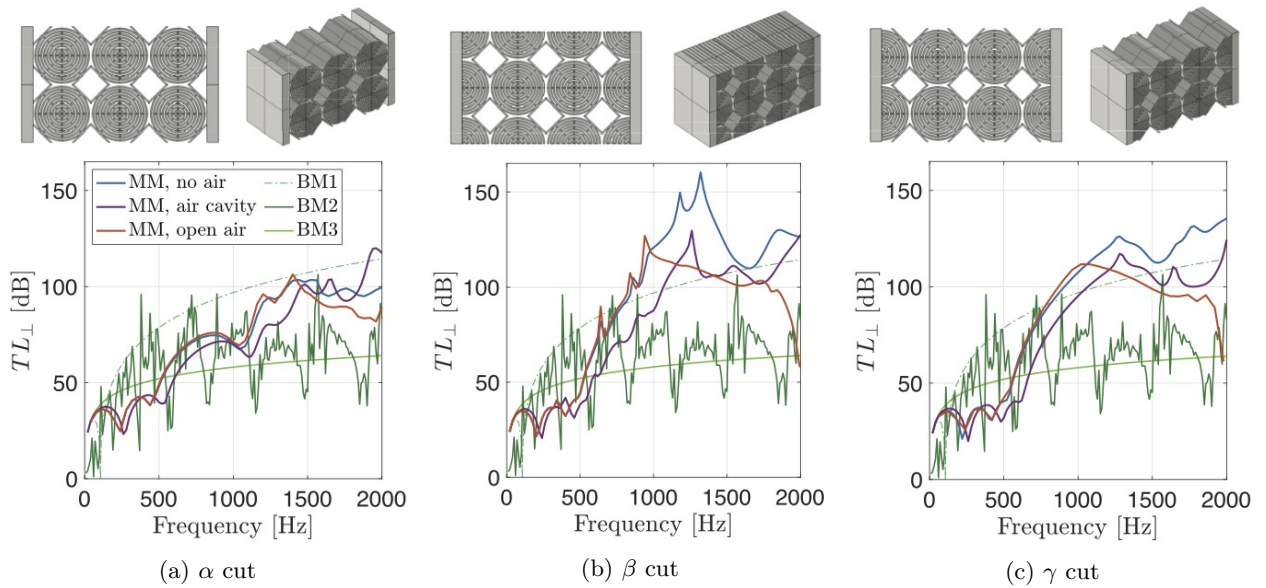 150
100
50
0
TL⊥ [dB]
MM, no air
MM, air cavity
MM, open air
BM1
BM2
BM3
0 500 1000 1500 2000
Frequency [Hz]
(a) α cut
150
100
50
0
TL⊥ [dB]
0 500 1000 1500 2000
Frequency [Hz]
(b) β cut
150
100
50
0
TL⊥ [dB]
0 500 1000 1500 2000
Frequency [Hz]
(c) γ cut